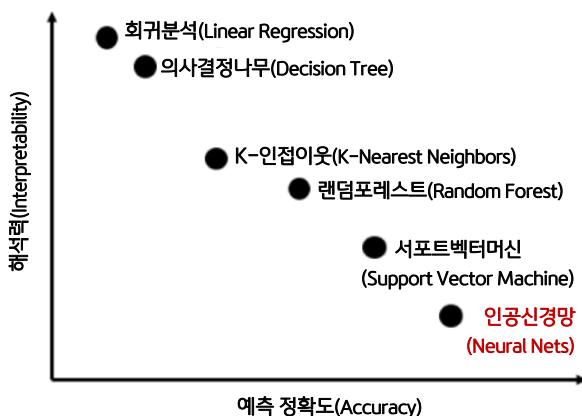 회귀분석(Linear Regression)
의사결정나무(Decision Tree)
K-인접이웃(K-Nearest Neighbors)
랜덤포레스트(Random Forest)
서포트벡터머신
(Support Vector Machine)
인공신경망
(Neural Nets)
해석력(Interpretability)
예측 정확도(Accuracy)